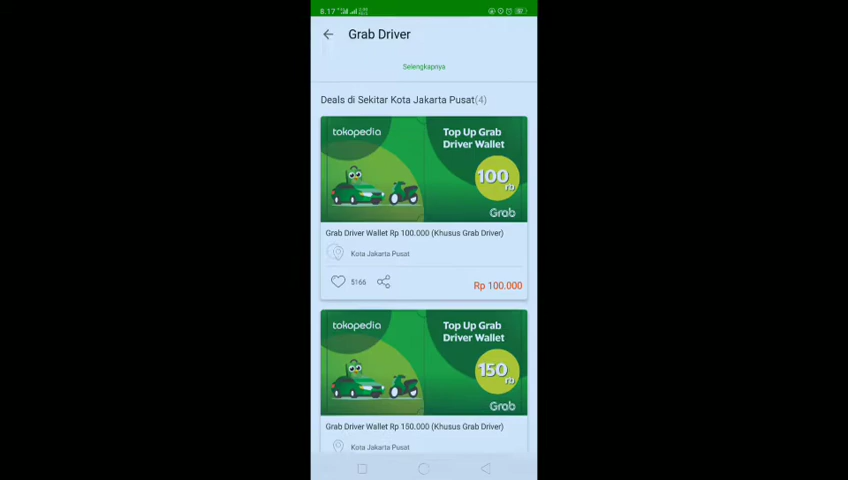 8.17
Grab Driver
Selengkapnya
Deals di Sekitar Kota Jakarta Pusat(4)
tokopedia
Top Up Grab
Driver Wallet
100
rb
Grab
Grab Driver Wallet Rp 100.000 (Khusus Grab Driver)
Kota Jakarta Pusat
5166
Rp 100.000
tokopedia
Top Up Grab
Driver Wallet
150
rb
Grab
Grab Driver Wallet Rp 150.000 (Khusus Grab Driver)
Kota Jakarta Pusat